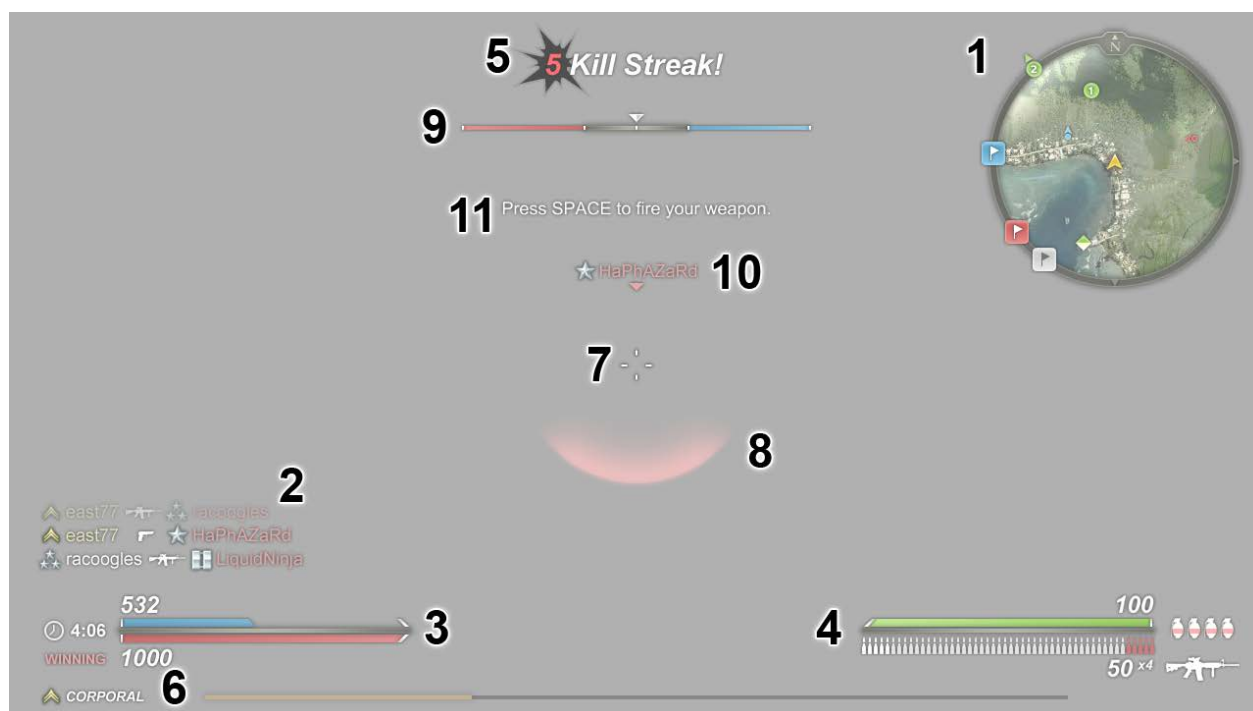 5 5 Kill Streak!
1
N
2
1
9
11 Press SPACE to fire your weapon.
HaPhAZaRd 10
7
8
2
east77 racoogles
east77 HaPhAZaRd
racoogles LiquidNinja
532
4:06 3
WINNING 1000
100
4
50 x4
CORPORAL 6